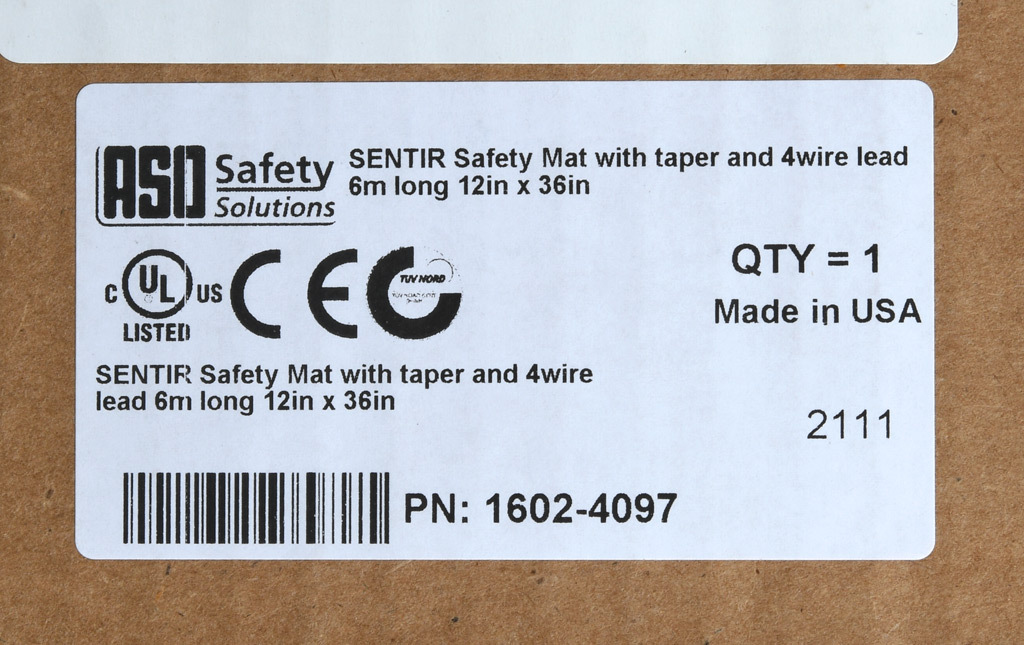 ASO Safety Solutions
SENTIR Safety Mat with taper and 4wire lead
6m long 12in x 36in
C UL US
LISTED
CE
TUV NORD
QTY = 1
Made in USA
SENTIR Safety Mat with taper and 4wire
lead 6m long 12in x 36in
2111
PN: 1602-4097